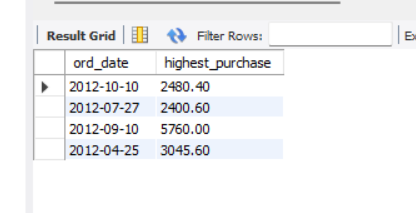 Result Grid Filter Rows: Ex
ord_date highest_purchase
2012-10-10 2480.40
2012-07-27 2400.60
2012-09-10 5760.00
2012-04-25 3045.60